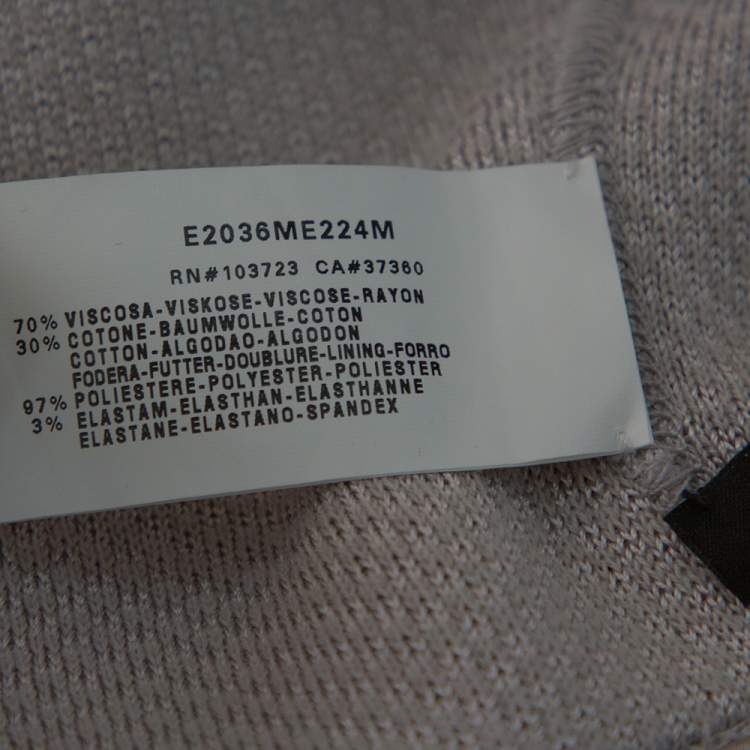 E2036ME224M
RN#103723 CA#37360
70% VISCOSA-VISKOSE-VISCOSE-RAYON
30% COTONE-BAUMWOLLE-COTON
COTTON-ALGODAO-ALGODON
FODERA-FUTTER-DOUBLURE-LINING-FORRO
97% POLIESTERE-POLYESTER-POLIESTER
3% ELASTAM-ELASTHAN-ELASTHANNE
ELASTANE-ELASTANO-SPANDEX